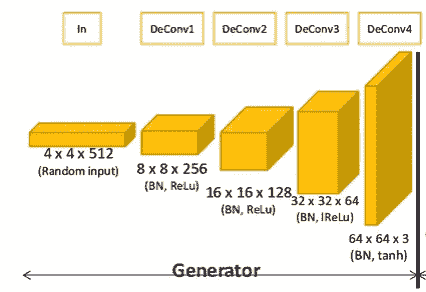 In
DeConv1
DeConv2
DeConv3
DeConv4
4 x 4 x 512
(Random input)
8 x 8 x 256
(BN, ReLu)
16 x 16 x 128
(BN, ReLu)
32 x 32 x 64
(BN, lReLu)
64 x 64 x 3
(BN, tanh)
Generator